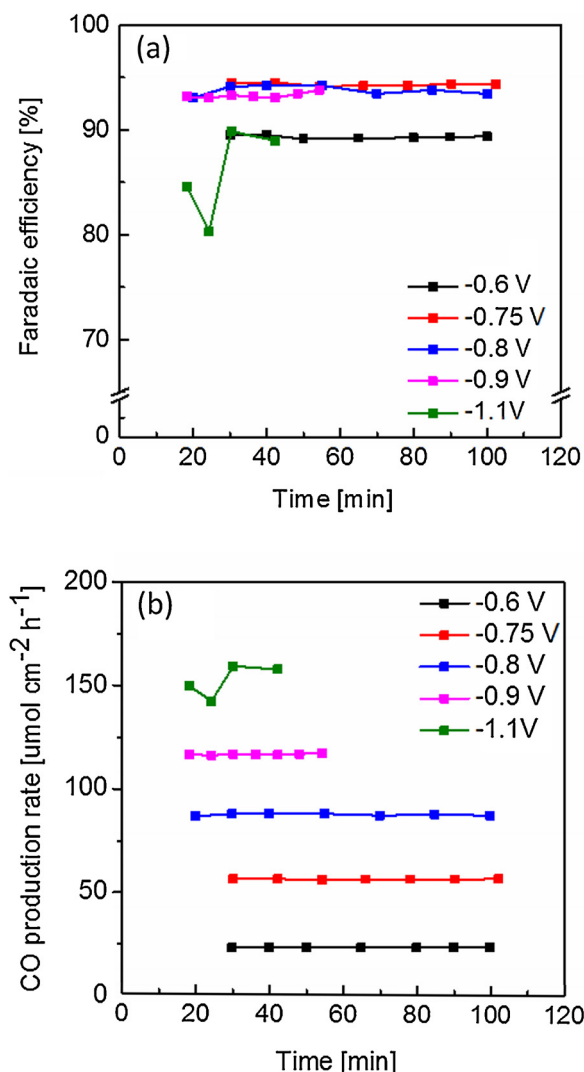 (a)
Faradaic efficiency [%]
100
90
80
70
0
-0.6 V
-0.75 V
-0.8 V
-0.9 V
-1.1V
0 20 40 60 80 100 120
Time [min]
(b)
CO production rate [umol cm-2 h-1]
200
150
100
50
0
-0.6 V
-0.75 V
-0.8 V
-0.9 V
-1.1V
0 20 40 60 80 100 120
Time [min]